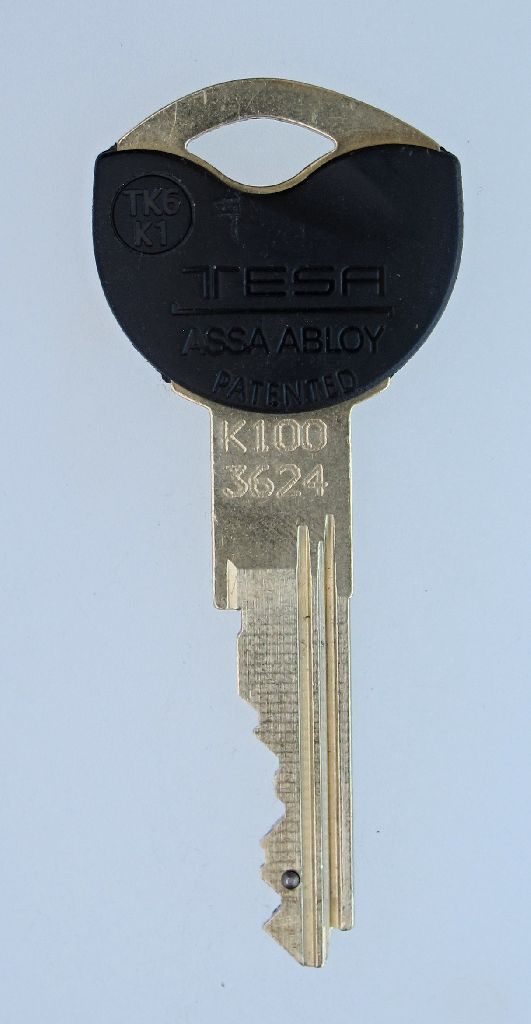 TK6
K1
TESA
ASSA ABLOY
PATENTED
K100
3624